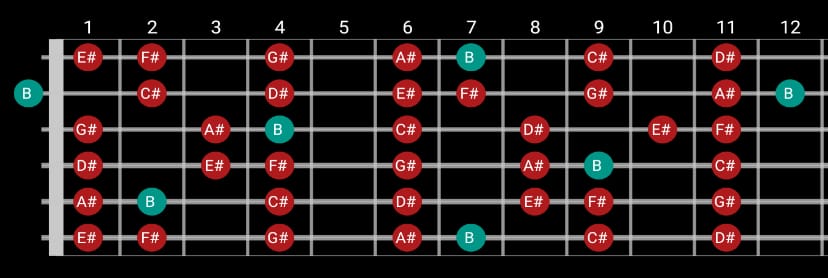 1 2 3 4 5 6 7 8 9 10 11 12
E# F# G# A# B C# D#
B C# D# E# F# G# A# B
G# A# B C# D# E# F#
D# E# F# G# A# B C#
A# B C# D# E# F# G#
E# F# G# A# B C# D#